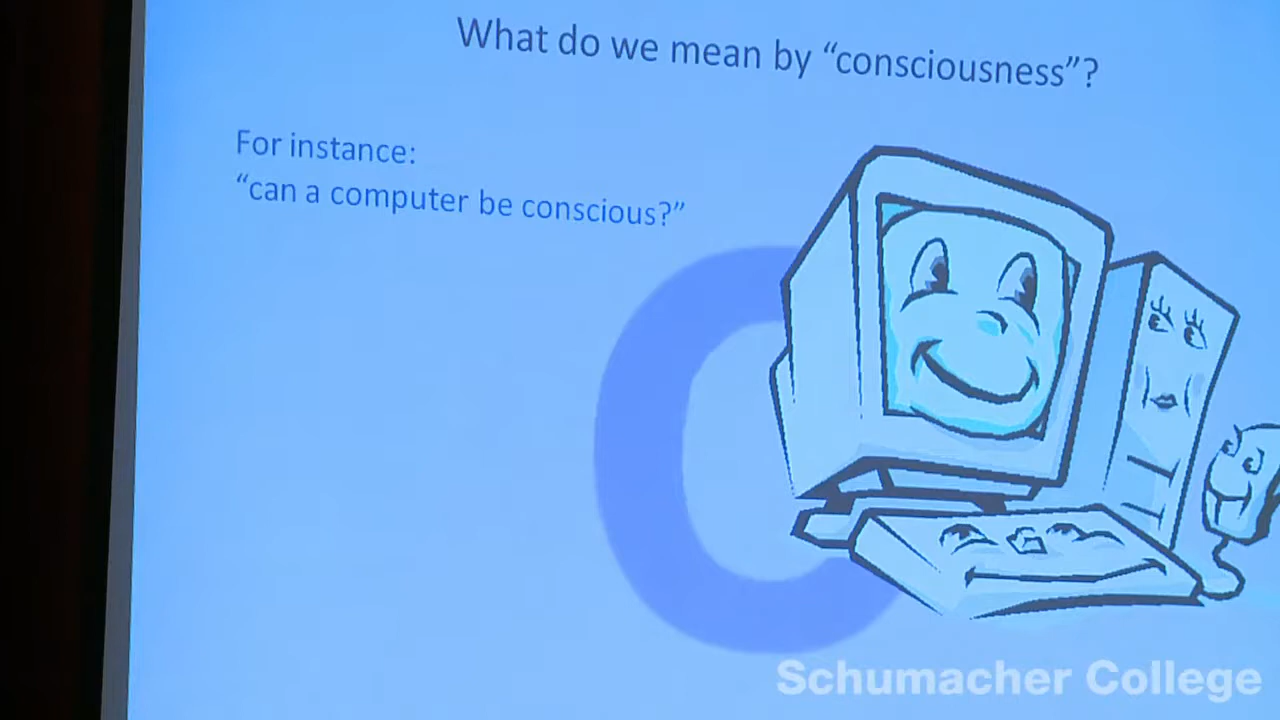 What do we mean by “consciousness”?
For instance:
“can a computer be conscious?”
C
Schumacher College